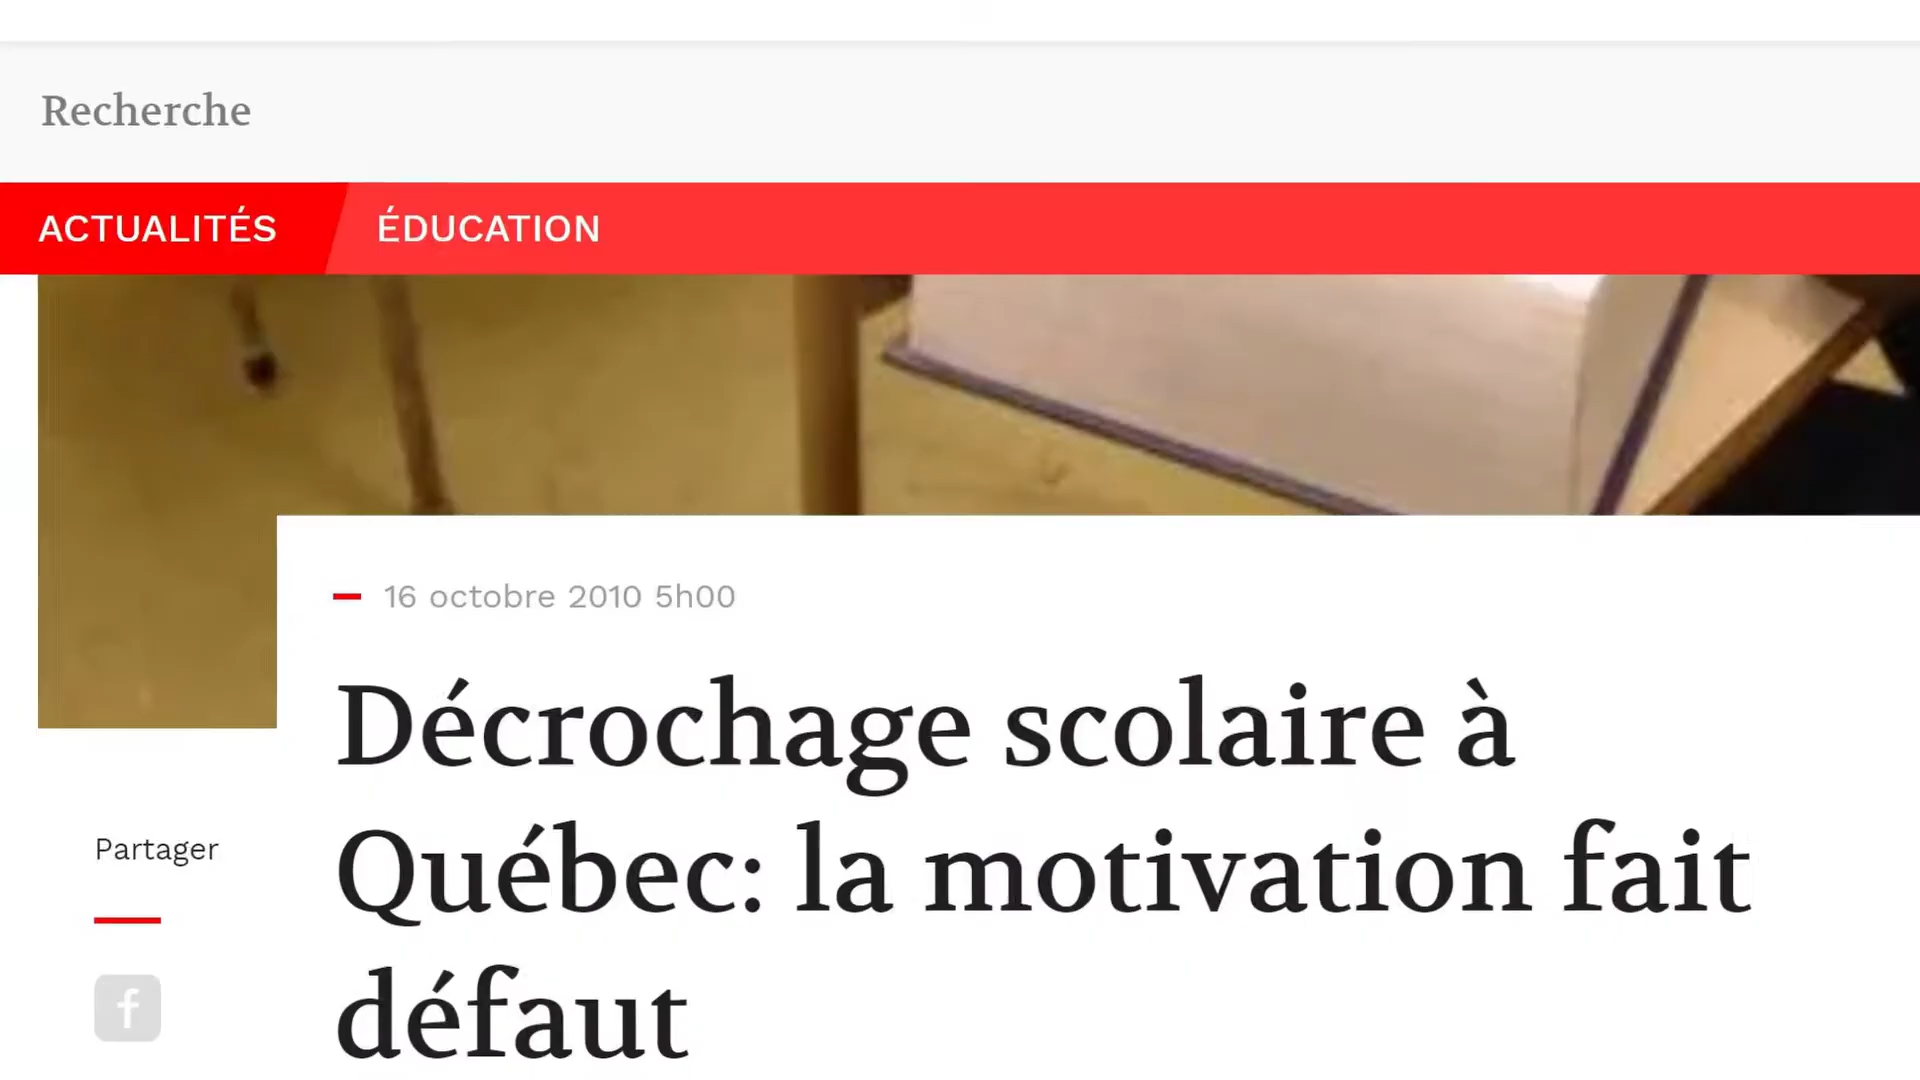 Recherche
ACTUALITÉS ÉDUCATION
16 octobre 2010 5h00
Décrochage scolaire à
Québec: la motivation fait
défaut
Partager
f